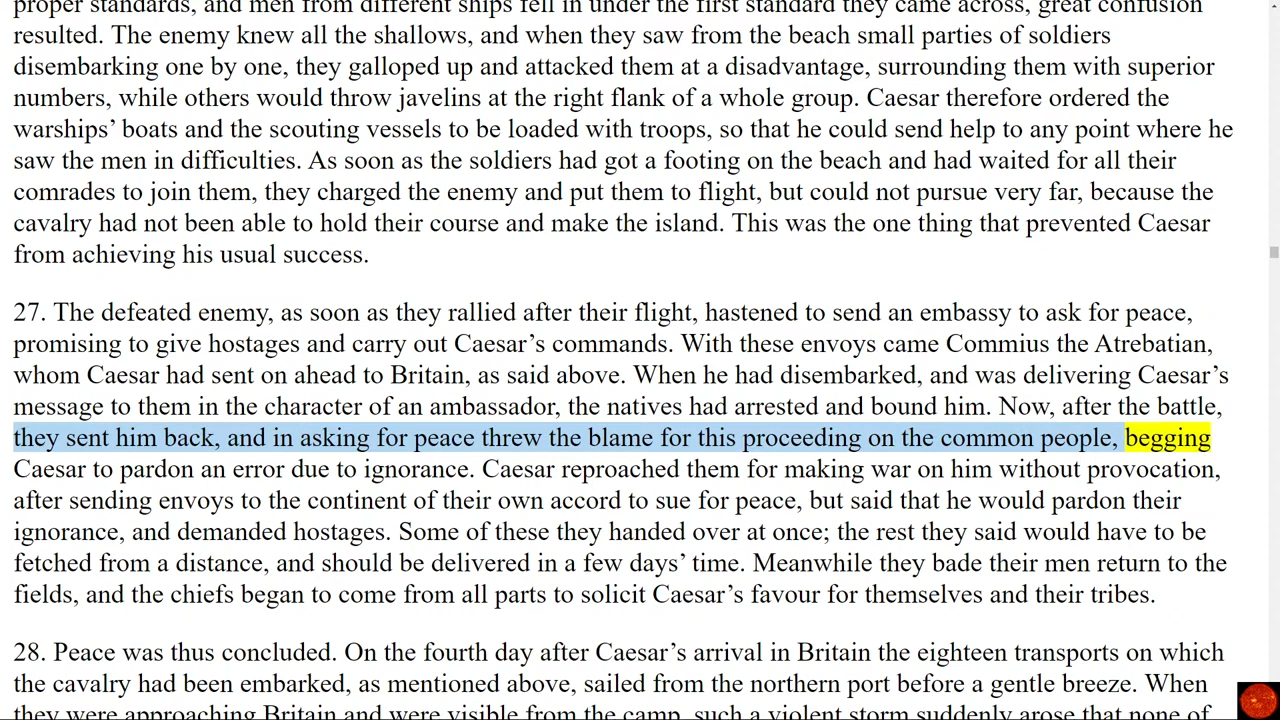 proper standards, and men from different ships fell in under the first standard they came across, great confusion
resulted. The enemy knew all the shallows, and when they saw from the beach small parties of soldiers
disembarking one by one, they galloped up and attacked them at a disadvantage, surrounding them with superior
numbers, while others would throw javelins at the right flank of a whole group. Caesar therefore ordered the
warships’ boats and the scouting vessels to be loaded with troops, so that he could send help to any point where he
saw the men in difficulties. As soon as the soldiers had got a footing on the beach and had waited for all their
comrades to join them, they charged the enemy and put them to flight, but could not pursue very far, because the
cavalry had not been able to hold their course and make the island. This was the one thing that prevented Caesar
from achieving his usual success.
27. The defeated enemy, as soon as they rallied after their flight, hastened to send an embassy to ask for peace,
promising to give hostages and carry out Caesar’s commands. With these envoys came Commius the Atrebatian,
whom Caesar had sent on ahead to Britain, as said above. When he had disembarked, and was delivering Caesar’s
message to them in the character of an ambassador, the natives had arrested and bound him. Now, after the battle,
they sent him back, and in asking for peace threw the blame for this proceeding on the common people, begging
Caesar to pardon an error due to ignorance. Caesar reproached them for making war on him without provocation,
after sending envoys to the continent of their own accord to sue for peace, but said that he would pardon their
ignorance, and demanded hostages. Some of these they handed over at once; the rest they said would have to be
fetched from a distance, and should be delivered in a few days’ time. Meanwhile they bade their men return to the
fields, and the chiefs began to come from all parts to solicit Caesar’s favour for themselves and their tribes.
28. Peace was thus concluded. On the fourth day after Caesar’s arrival in Britain the eighteen transports on which
the cavalry had been embarked, as mentioned above, sailed from the northern port before a gentle breeze. When
they were approaching Britain and were visible from the camp, such a violent storm suddenly arose that none of